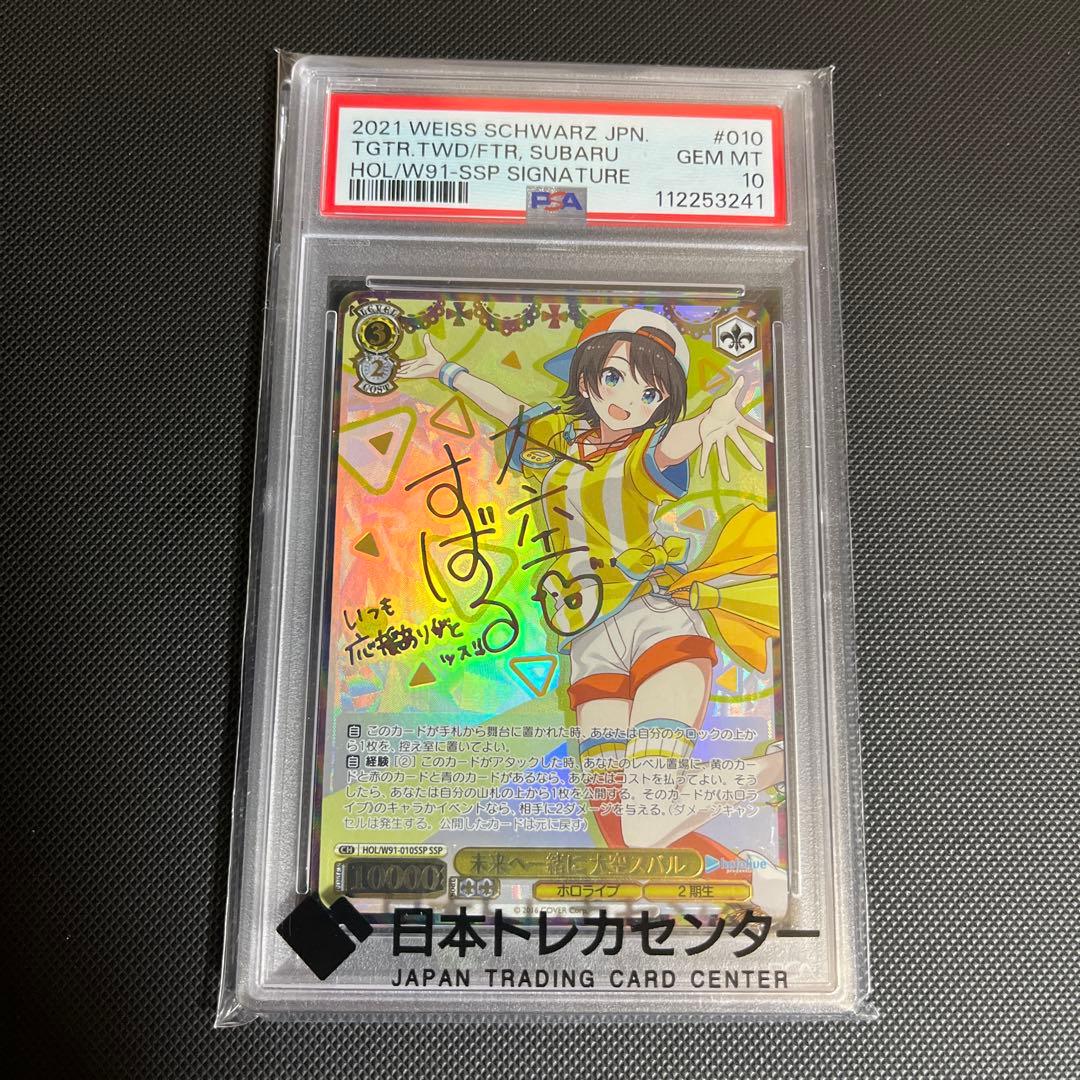 2021 WEISS SCHWARZ JPN.
#010
TGTR.TWD/FTR, SUBARU
GEM MT
HOL/W91-SSP SIGNATURE
10
PSA
112253241
LEVEL
3
2
COST
大空
すばる
いつも
応援ありがと
ッス!!
自 このカードが手札から舞台に置かれた時、あなたは自分のクロックの上か
ら1枚を、控え室に置いてよい。
自 経験 [②] このカードがアタックした時、あなたのレベル置場に、黄のカー
ドと赤のカードと青のカードがあるなら、あなたはコストを払ってよい。そう
したら、あなたは自分の山札の上から1枚を公開する。そのカードが《ホロラ
イブ》のキャラかイベントなら、相手に2ダメージを与える。(ダメージキャン
セルは発生する。公開したカードは元に戻す)
CH HOL/W91-010SSP SSP
未来へ一緒に 大空スバル
hololive
10000
ホロライブ
2期生
© 2016 COVER Corp.
日本トレカセンター
JAPAN TRADING CARD CENTER